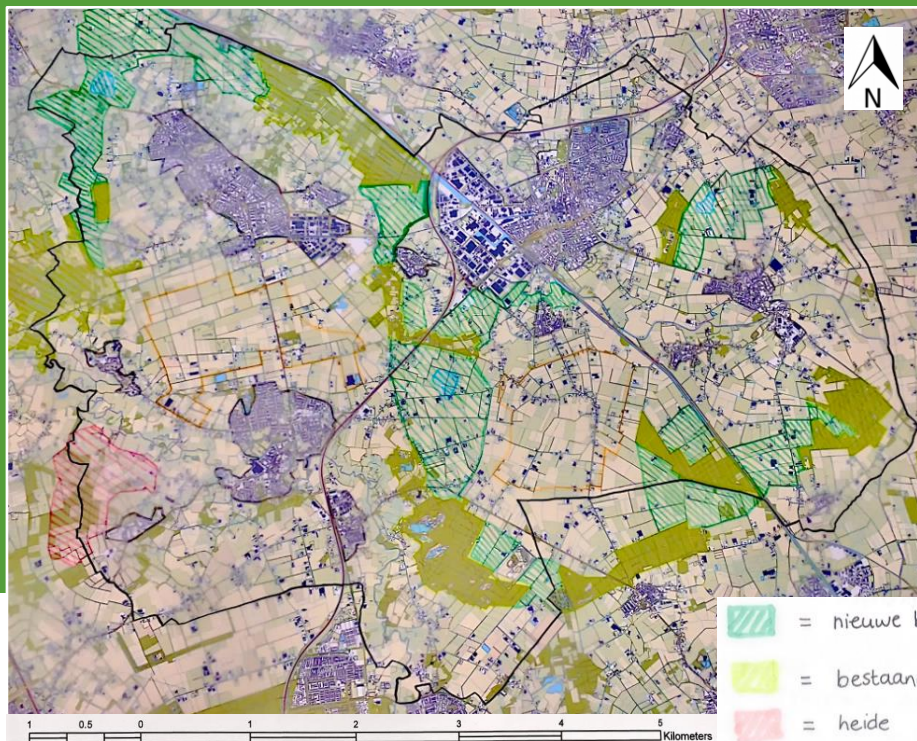 N
= nieuwe
= bestaan
= heide
1 0.5 0 1 2 3 4 5
Kilometers